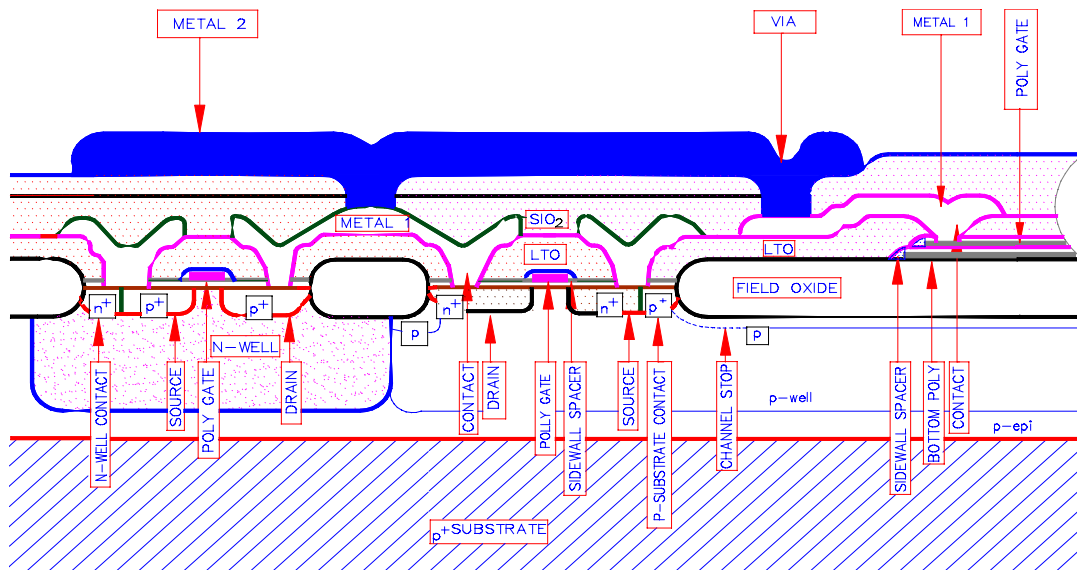 METAL 2
VIA
METAL 1
POLY GATE
METAL 1
SIO2
LTO
LTO
FIELD OXIDE
n+
p+
p+
n+
n+
p+
p
p
N-WELL
N-WELL CONTACT
SOURCE
POLY GATE
DRAIN
CONTACT
DRAIN
POLLY GATE
SIDEWALL SPACER
SOURCE
P-SUBSTRATE CONTACT
CHANNEL STOP
p-well
SIDEWALL SPACER
BOTTOM POLY
CONTACT
p-epi
p+SUBSTRATE